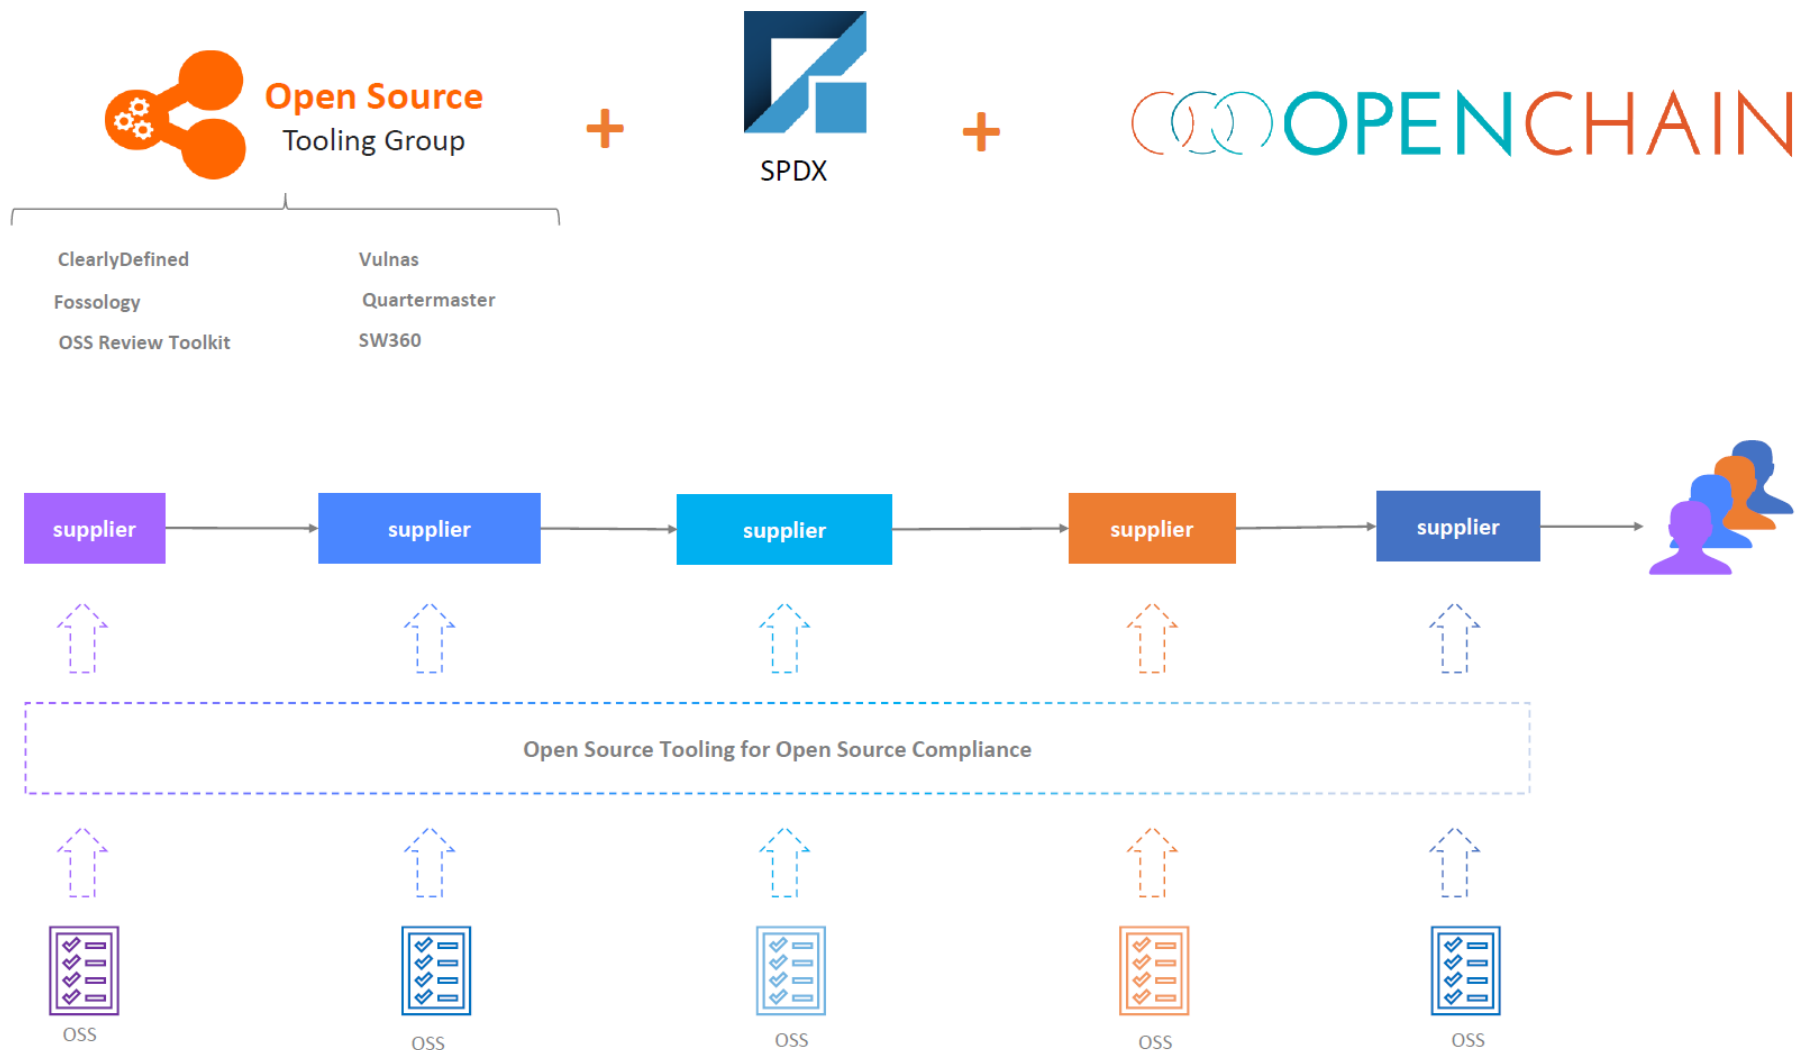 Open Source
Tooling Group
+
SPDX
+
OPENCHAIN
ClearlyDefined
Vulnas
Fossology
Quartermaster
OSS Review Toolkit
SW360
supplier
supplier
supplier
supplier
supplier
Open Source Tooling for Open Source Compliance
OSS
OSS
OSS
OSS
OSS